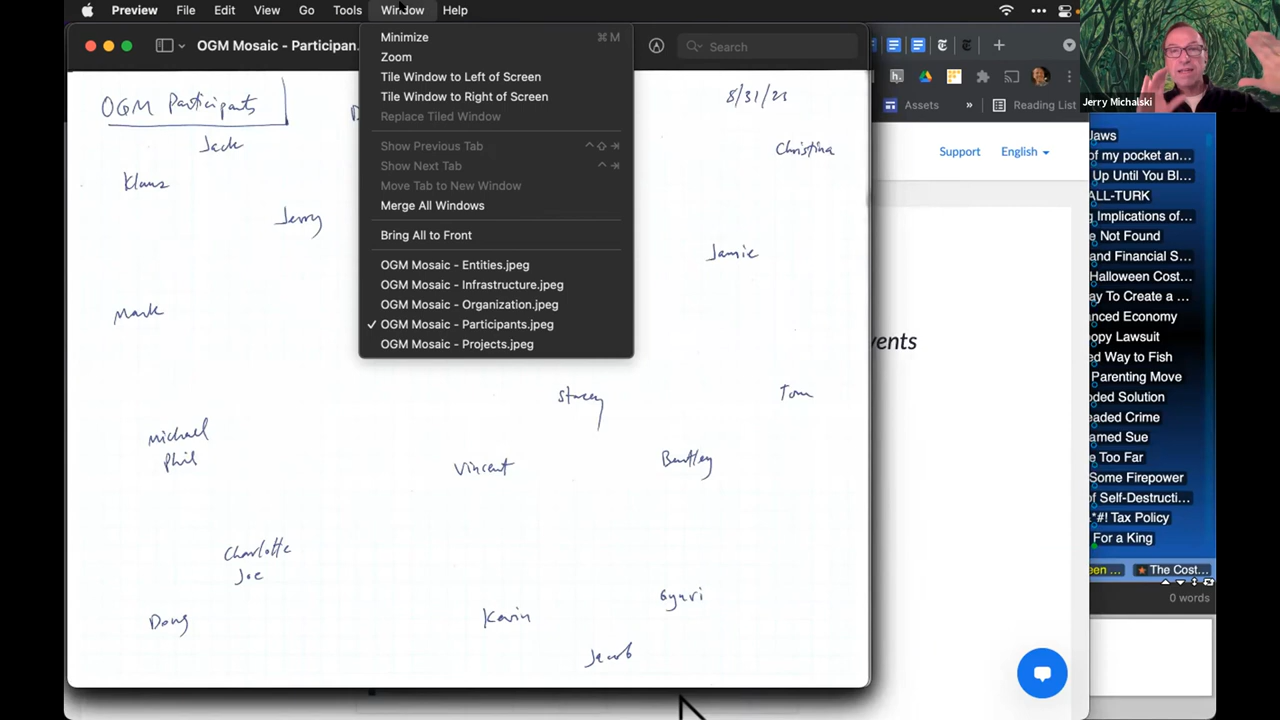 Preview File Edit View Go Tools Window Help
OGM Mosaic - Participan.
Search
Minimize ⌘ M
Zoom
Tile Window to Left of Screen
Tile Window to Right of Screen
Replace Tiled Window
Show Previous Tab
Show Next Tab
Move Tab to New Window
Merge All Windows
Bring All to Front
OGM Mosaic - Entities.jpeg
OGM Mosaic - Infrastructure.jpeg
OGM Mosaic - Organization.jpeg
✓ OGM Mosaic - Participants.jpeg
OGM Mosaic - Projects.jpeg
OGM Participants
8/31/21
Jack
Christina
Klaus
Jerry
Jamie
Mark
Stacey
Tom
Michael
Phil
Vincent
Bentley
Charlotte
Joe
Gyuri
Doug
Kevin
Jacob
Jerry Michalski
Assets » Reading List
Support English
vents
Jaws
of my pocket an...
Up Until You Bl...
ALL-TURK
g Implications of...
e Not Found
and Financial S...
Halloween Cost...
ay To Create a ...
anced Economy
opy Lawsuit
ed Way to Fish
Parenting Move
oded Solution
eaded Crime
amed Sue
e Too Far
Some Firepower
of Self-Destructi...
*#! Tax Policy
For a King
een ... The Cost...
0 words